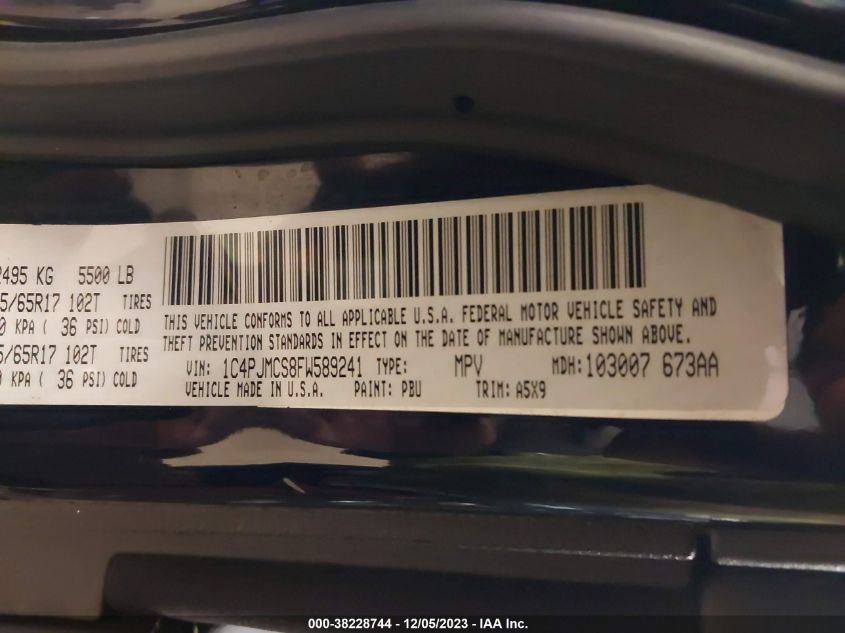 2495 KG 5500 LB
5/65R17 102T TIRES
0 KPA ( 36 PSI) COLD
5/65R17 102T TIRES
0 KPA ( 36 PSI) COLD
THIS VEHICLE CONFORMS TO ALL APPLICABLE U.S.A. FEDERAL MOTOR VEHICLE SAFETY AND
THEFT PREVENTION STANDARDS IN EFFECT ON THE DATE OF MANUFACTURE SHOWN ABOVE.
VIN: 1C4PJMCS8FW589241 TYPE: MPV MDH: 103007 673AA
VEHICLE MADE IN U.S.A. PAINT: PBU TRIM: A5X9
000-38228744 - 12/05/2023 - IAA Inc.